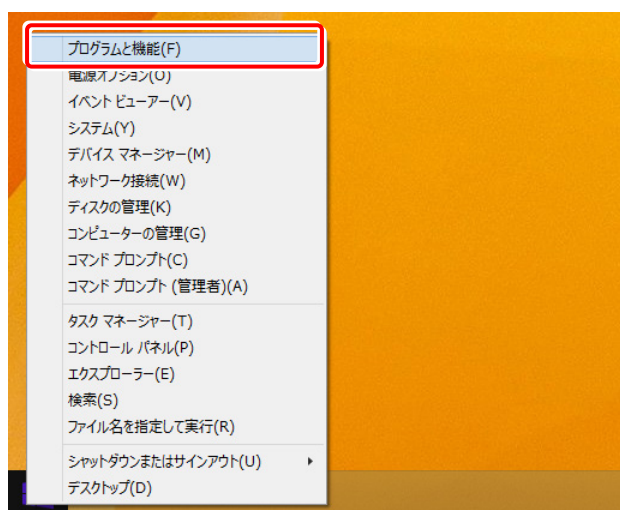 プログラムと機能(F)
電源オプション(O)
イベント ビューアー(V)
システム(Y)
デバイス マネージャー(M)
ネットワーク接続(W)
ディスクの管理(K)
コンピューターの管理(G)
コマンド プロンプト(C)
コマンド プロンプト (管理者)(A)
タスク マネージャー(T)
コントロール パネル(P)
エクスプローラー(E)
検索(S)
ファイル名を指定して実行(R)
シャットダウンまたはサインアウト(U)
デスクトップ(D)